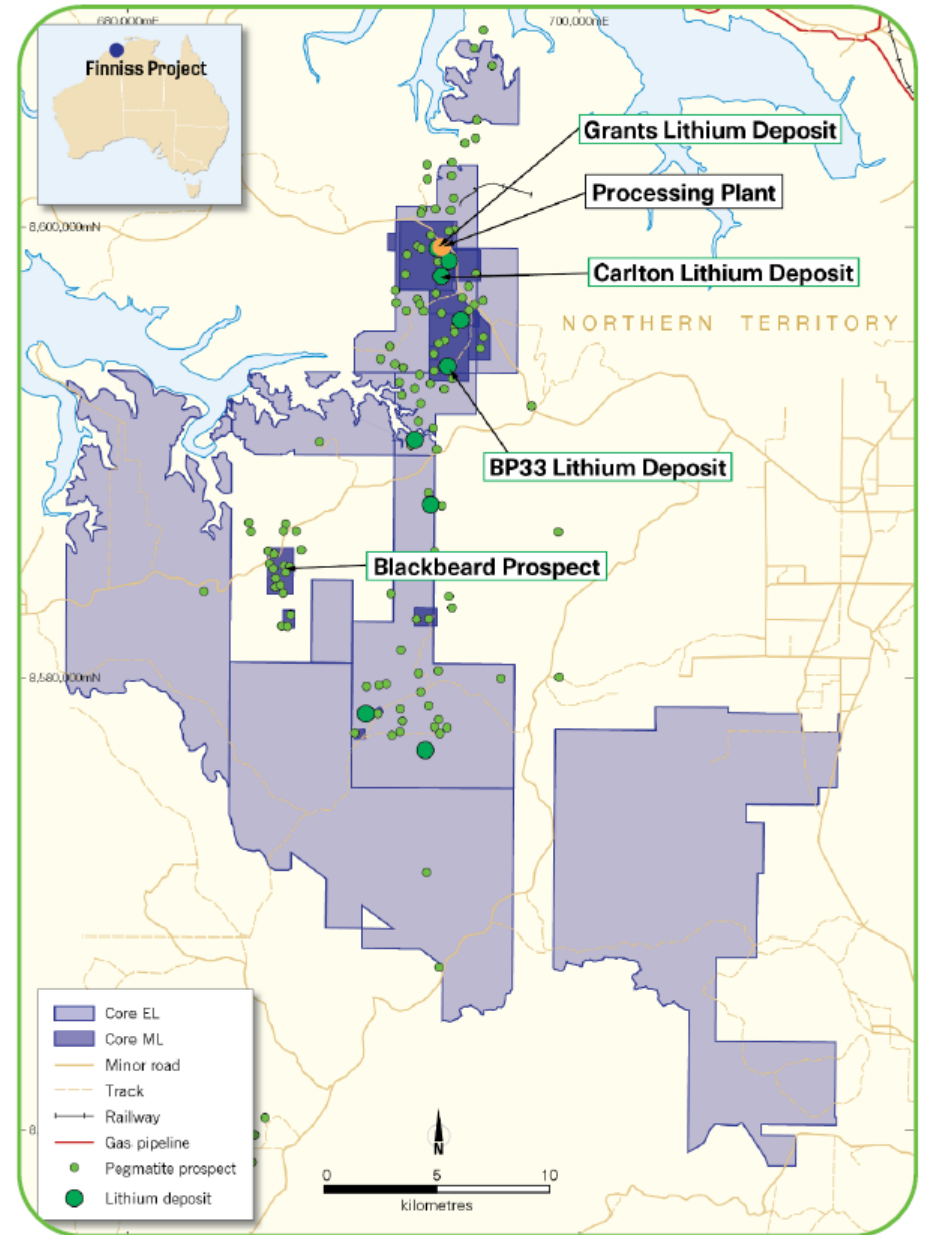 680,000mE
700,000mE
Finniss Project
Grants Lithium Deposit
Processing Plant
8,600,000mN
Carlton Lithium Deposit
NORTHERN TERRITORY
BP33 Lithium Deposit
Blackbeard Prospect
8,580,000mN
Core EL
Core ML
Minor road
Track
Railway
Gas pipeline
Pegmatite prospect
Lithium deposit
8,
N
0 5 10
kilometres